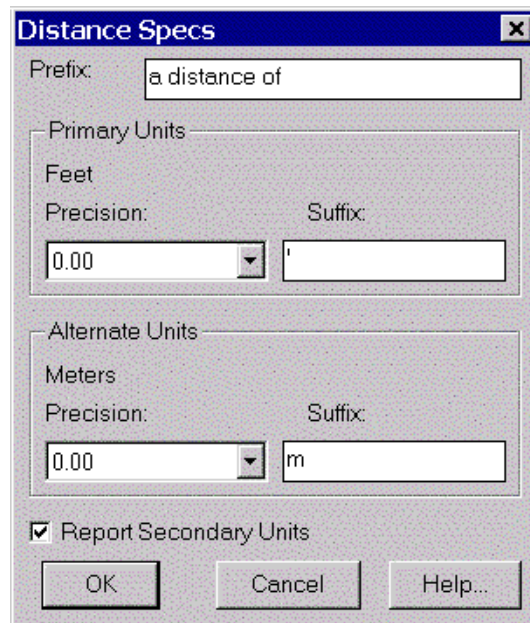 Distance Specs
Prefix: a distance of
Primary Units
Feet
Precision: Suffix:
0.00 '
Alternate Units
Meters
Precision: Suffix:
0.00 m
Report Secondary Units
OK Cancel Help...